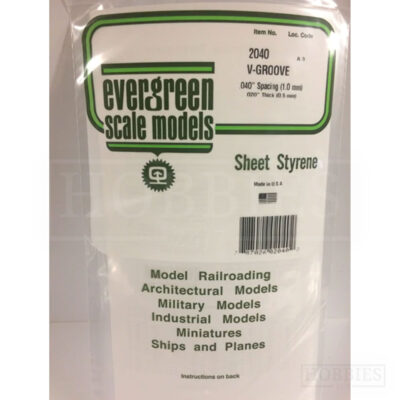 Item No. Loc. Code
2040 A 5
V-GROOVE
.040" Spacing (1.0 mm)
.020" Thick (0.5 mm)
evergreen
scale models
Sheet Styrene
Made in U S A
Model Railroading
Architectural Models
Military Models
Industrial Models
Miniatures
Ships and Planes
Instructions on back
HOBBIES